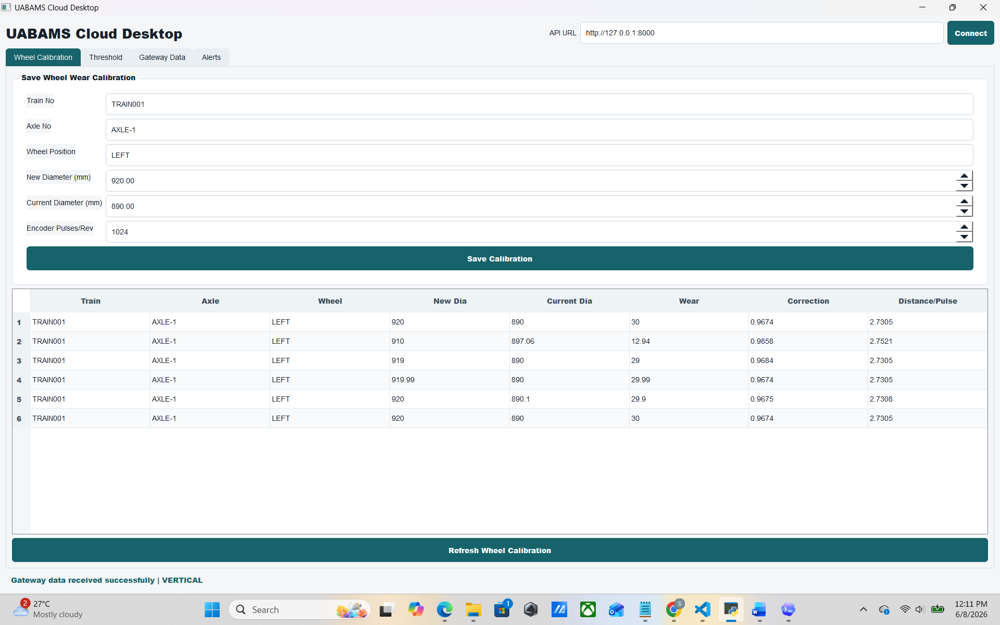 UABAMS Cloud Desktop
UABAMS Cloud Desktop
API URL http://127.0.0.1:8000 Connect
Wheel Calibration Threshold Gateway Data Alerts
Save Wheel Wear Calibration
Train No TRAIN001
Axle No AXLE-1
Wheel Position LEFT
New Diameter (mm) 920.00
Current Diameter (mm) 890.00
Encoder Pulses/Rev 1024
Save Calibration
Train Axle Wheel New Dia Current Dia Wear Correction Distance/Pulse
1 TRAIN001 AXLE-1 LEFT 920 890 30 0.9674 2.7305
2 TRAIN001 AXLE-1 LEFT 910 897.06 12.94 0.9858 2.7521
3 TRAIN001 AXLE-1 LEFT 919 890 29 0.9684 2.7305
4 TRAIN001 AXLE-1 LEFT 919.99 890 29.99 0.9674 2.7305
5 TRAIN001 AXLE-1 LEFT 920 890.1 29.9 0.9675 2.7308
6 TRAIN001 AXLE-1 LEFT 920 890 30 0.9674 2.7305
Refresh Wheel Calibration
Gateway data received successfully | VERTICAL
2 27°C
Mostly cloudy
Search
1
S
12:11 PM
6/8/2026